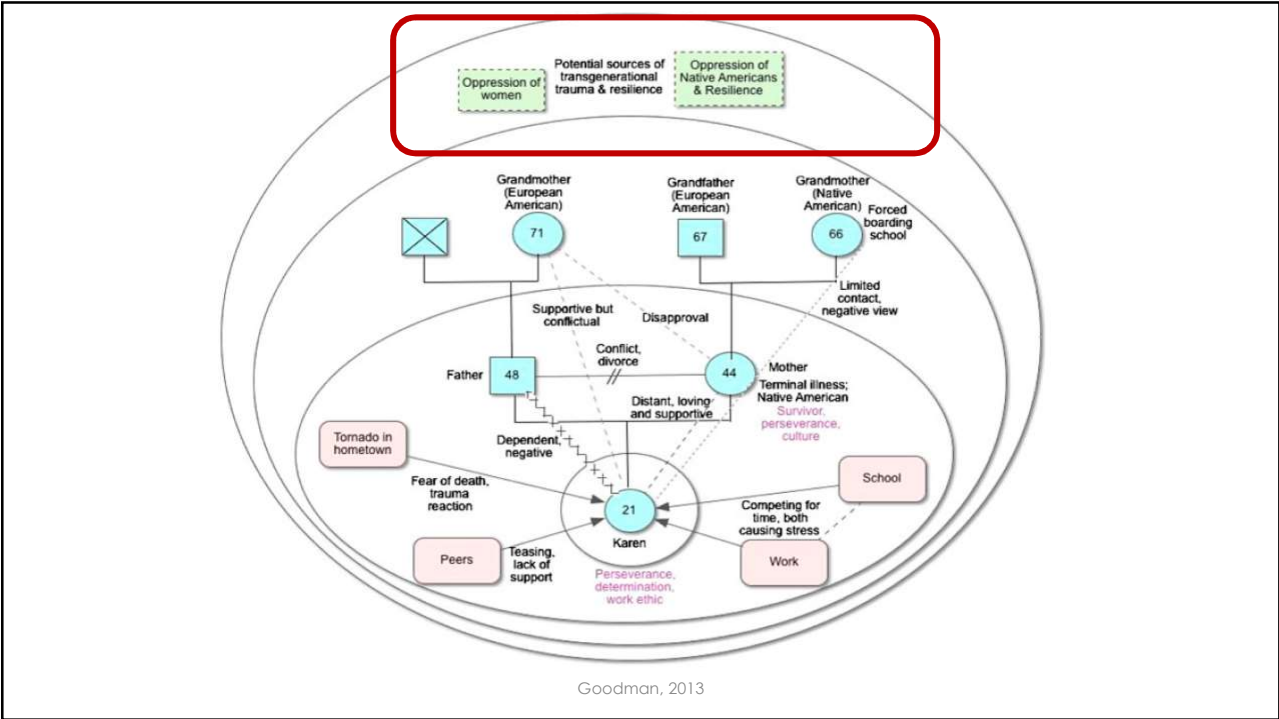 Oppression of
women
Potential sources of
transgenerational
trauma & resilience
Oppression of
Native Americans
& Resilience
Grandmother
(European
American)
71
Grandfather
(European
American)
67
Grandmother
(Native
American)
66
Forced
boarding
school
Limited
contact,
negative view
Supportive but
conflictual
Disapproval
Conflict,
divorce
Father
48
44
Mother
Terminal illness;
Native American
Survivor,
perseverance,
culture
Distant, loving
and supportive
Dependent,
negative
Tornado in
hometown
Fear of death,
trauma
reaction
School
Competing for
time, both
causing stress
21
Karen
Peers
Teasing,
lack of
support
Work
Perseverance,
determination,
work ethic
Goodman, 2013